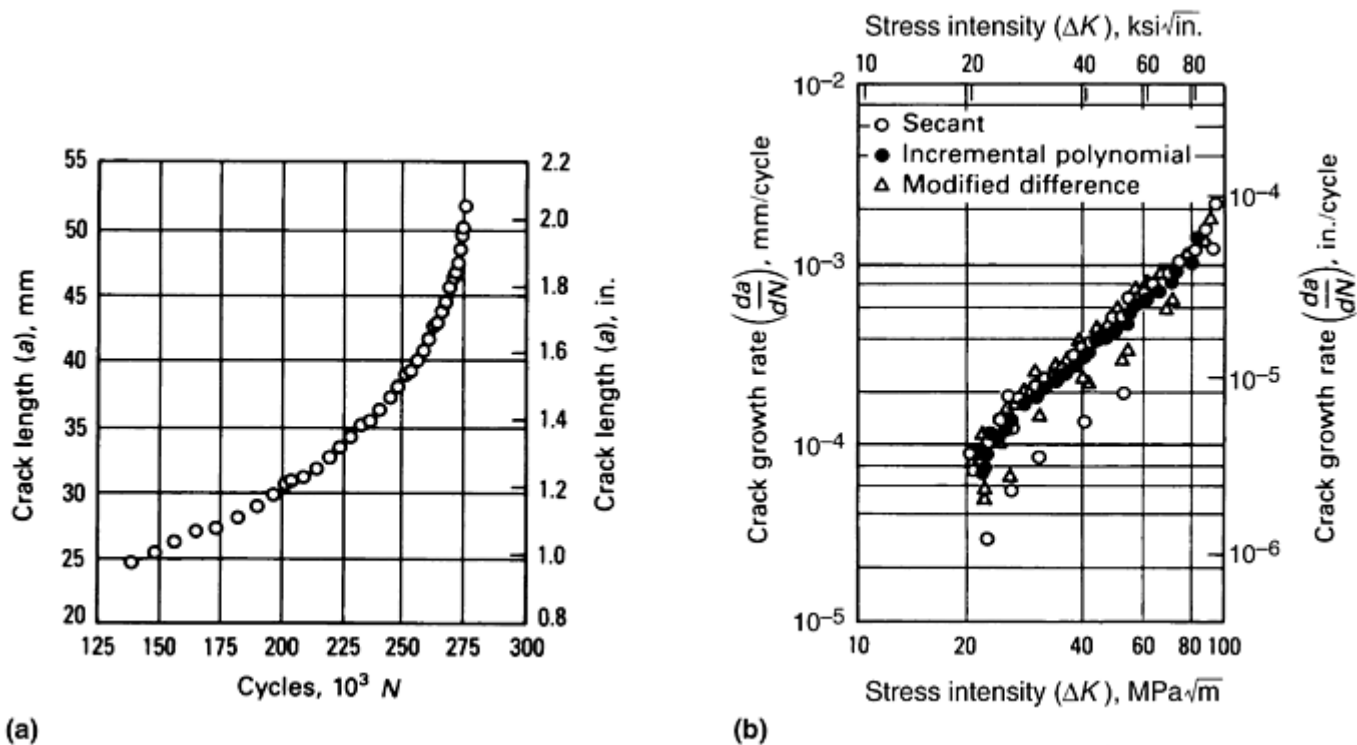 (a)
55
50
45
40
35
30
25
20
Crack length (a), mm
2.2
2.0
1.8
1.6
1.4
1.2
1.0
0.8
Crack length (a), in.
125 150 175 200 225 250 275 300
Cycles, 10³ N
(b)
Stress intensity (ΔK), ksi√in.
10 20 40 60 80
○ Secant
● Incremental polynomial
△ Modified difference
10⁻²
10⁻³
10⁻⁴
10⁻⁵
Crack growth rate (da/dN), mm/cycle
10⁻⁴
10⁻⁵
10⁻⁶
Crack growth rate (da/dN), in./cycle
10 20 40 60 80 100
Stress intensity (ΔK), MPa√m